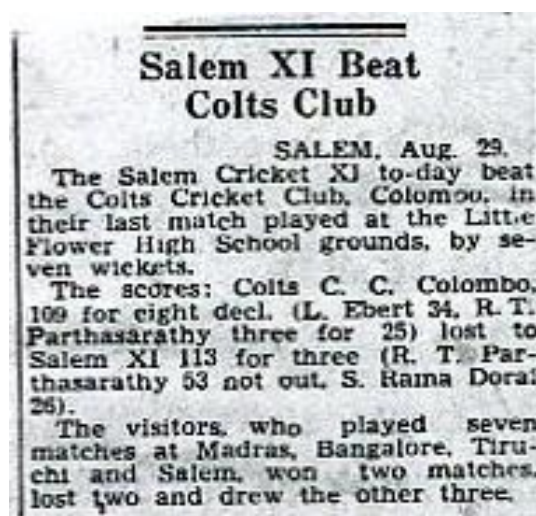 Salem XI Beat
Colts Club
SALEM, Aug. 29.
The Salem Cricket XI to-day beat
the Colts Cricket Club, Colombo, in
their last match played at the Little
Flower High School grounds, by se-
ven wickets.
The scores: Colts C. C. Colombo,
109 for eight decl. (L. Ebert 34, R. T.
Parthasarathy three for 25) lost to
Salem XI 113 for three (R. T. Par-
thasarathy 53 not out, S. Rama Dorai
26).
The visitors, who played seven
matches at Madras, Bangalore, Tiru-
chi and Salem, won two matches,
lost two and drew the other three.